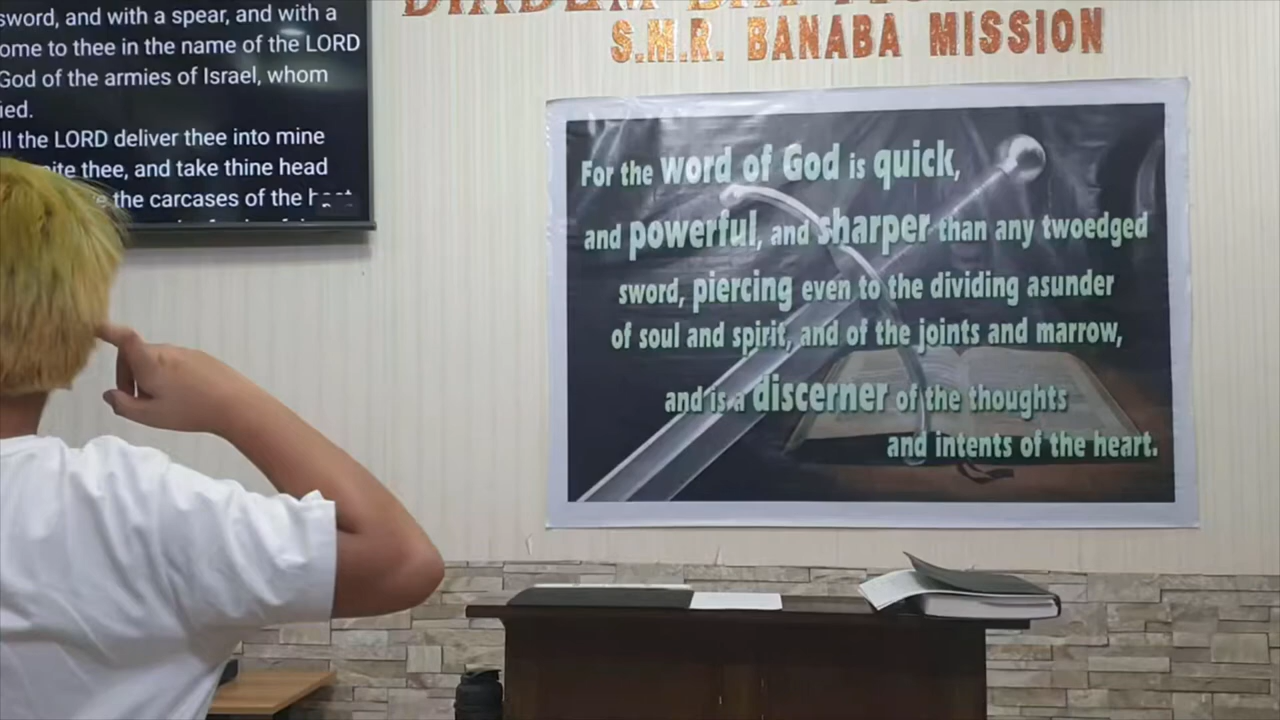 sword, and with a spear, and with a
ome to thee in the name of the LORD
God of the armies of Israel, whom
ied.
ll the LORD deliver thee into mine
ite thee, and take thine head
the carcases of the
S.M.R. BANABA MISSION
For the word of God is quick,
and powerful, and sharper than any twoedged
sword, piercing even to the dividing asunder
of soul and spirit, and of the joints and marrow,
and is a discerner of the thoughts
and intents of the heart.